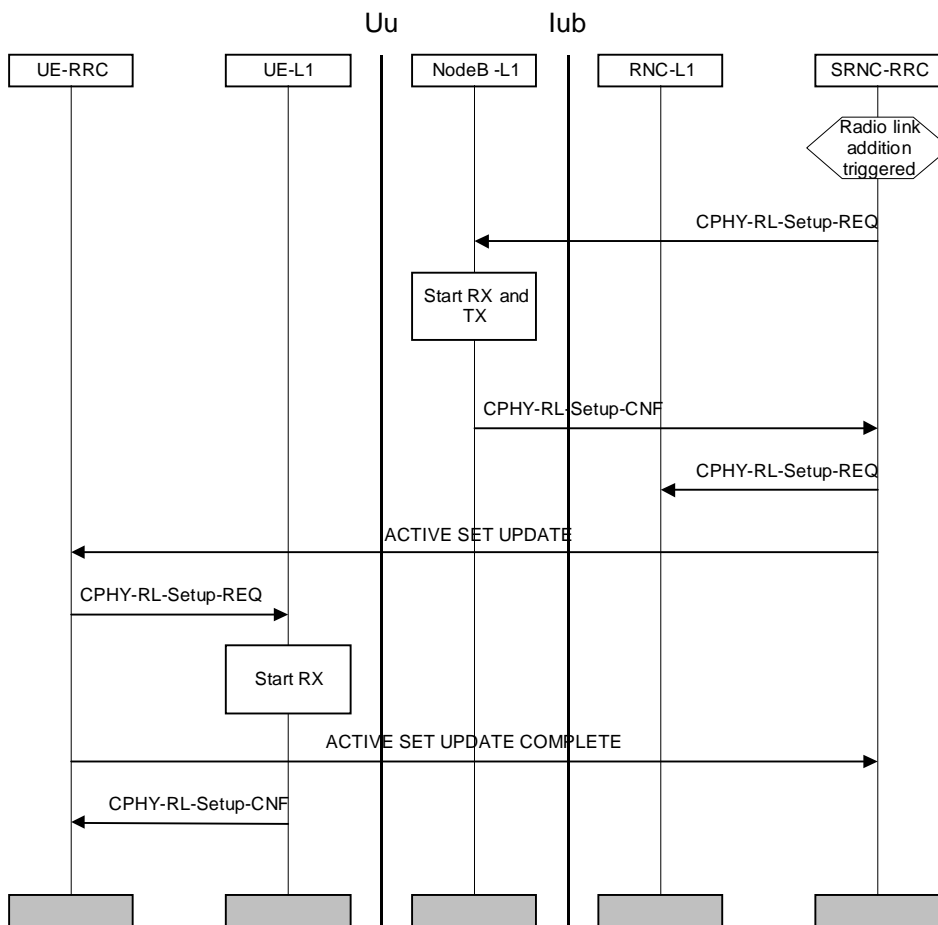 Uu
Iub
UE-RRC
UE-L1
NodeB -L1
RNC-L1
SRNC-RRC
Radio link
addition
triggered
CPHY-RL-Setup-REQ
Start RX and
TX
CPHY-RL-Setup-CNF
CPHY-RL-Setup-REQ
ACTIVE SET UPDATE
CPHY-RL-Setup-REQ
Start RX
ACTIVE SET UPDATE COMPLETE
CPHY-RL-Setup-CNF